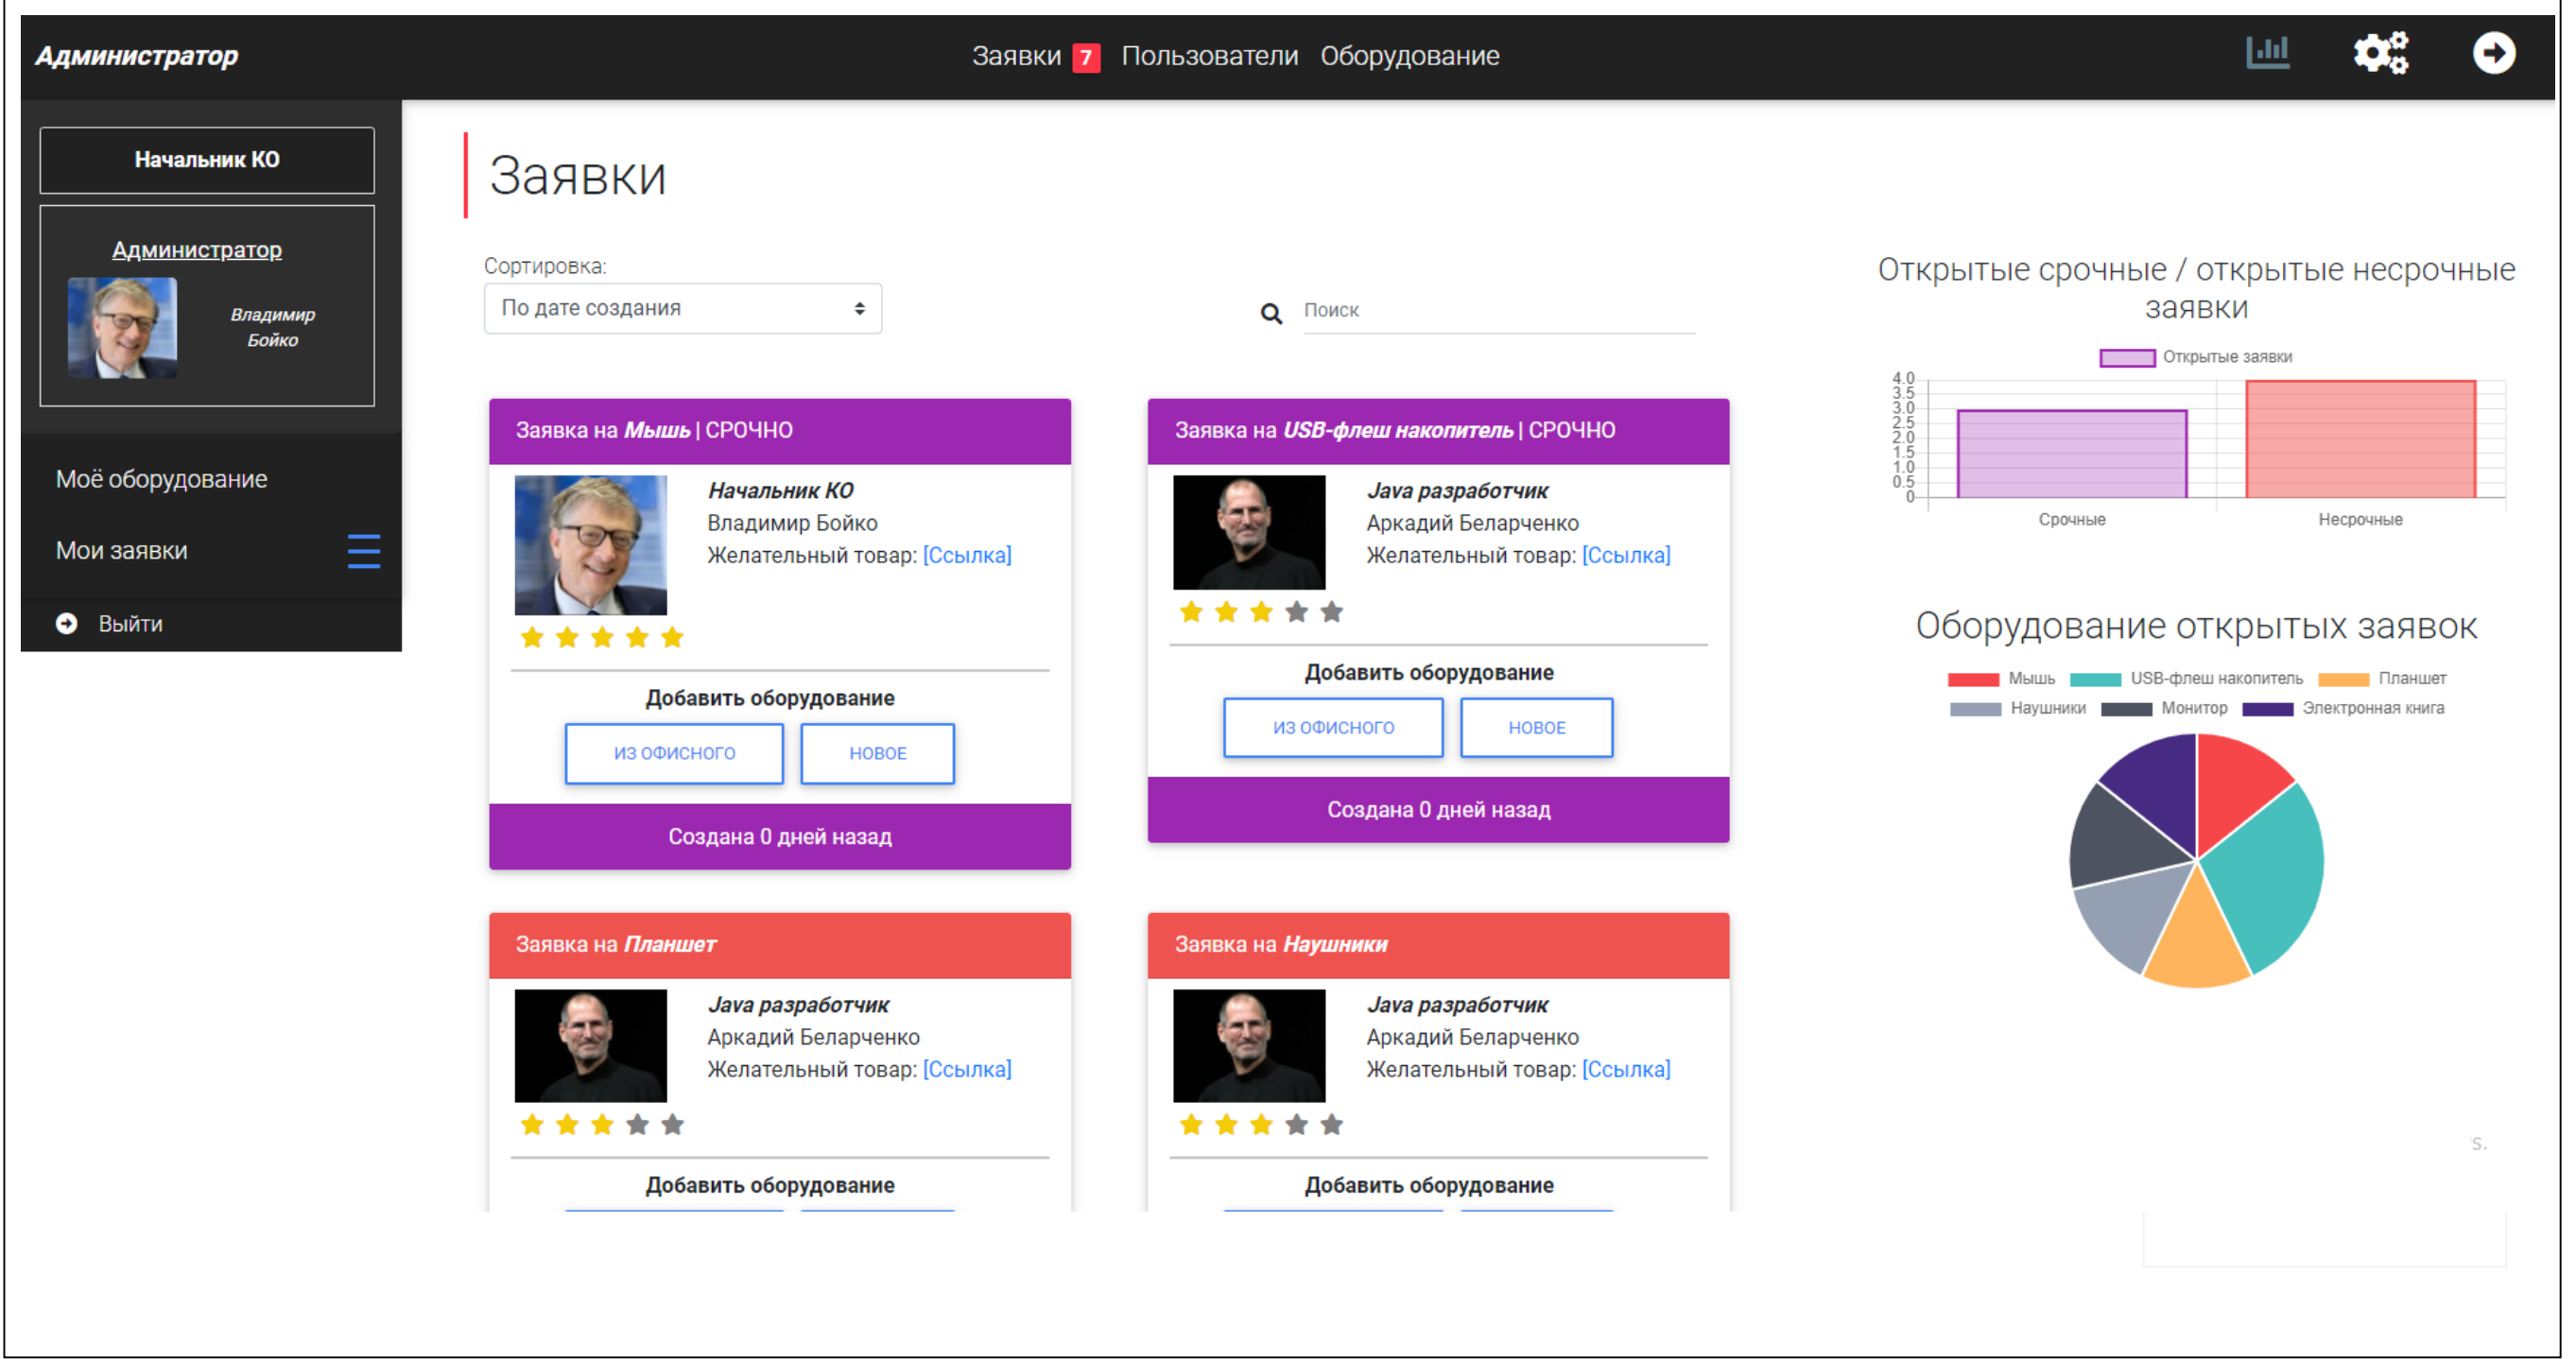 Администратор
Заявки 7 Пользователи Оборудование
Начальник КО
Администратор
Владимир
Бойко
Моё оборудование
Мои заявки
Выйти
Заявки
Сортировка:
По дате создания
Поиск
Заявка на Мышь | СРОЧНО
Начальник КО
Владимир Бойко
Желательный товар: [Ссылка]
Добавить оборудование
ИЗ ОФИСНОГО НОВОЕ
Создана 0 дней назад
Заявка на USB-флеш накопитель | СРОЧНО
Java разработчик
Аркадий Беларченко
Желательный товар: [Ссылка]
Добавить оборудование
ИЗ ОФИСНОГО НОВОЕ
Создана 0 дней назад
Заявка на Планшет
Java разработчик
Аркадий Беларченко
Желательный товар: [Ссылка]
Добавить оборудование
Заявка на Наушники
Java разработчик
Аркадий Беларченко
Желательный товар: [Ссылка]
Добавить оборудование
Открытые срочные / открытые несрочные
заявки
Открытые заявки
4.0
3.5
3.0
2.5
2.0
1.5
1.0
0.5
0
Срочные Несрочные
Оборудование открытых заявок
Мышь USB-флеш накопитель Планшет
Наушники Монитор Электронная книга
s.